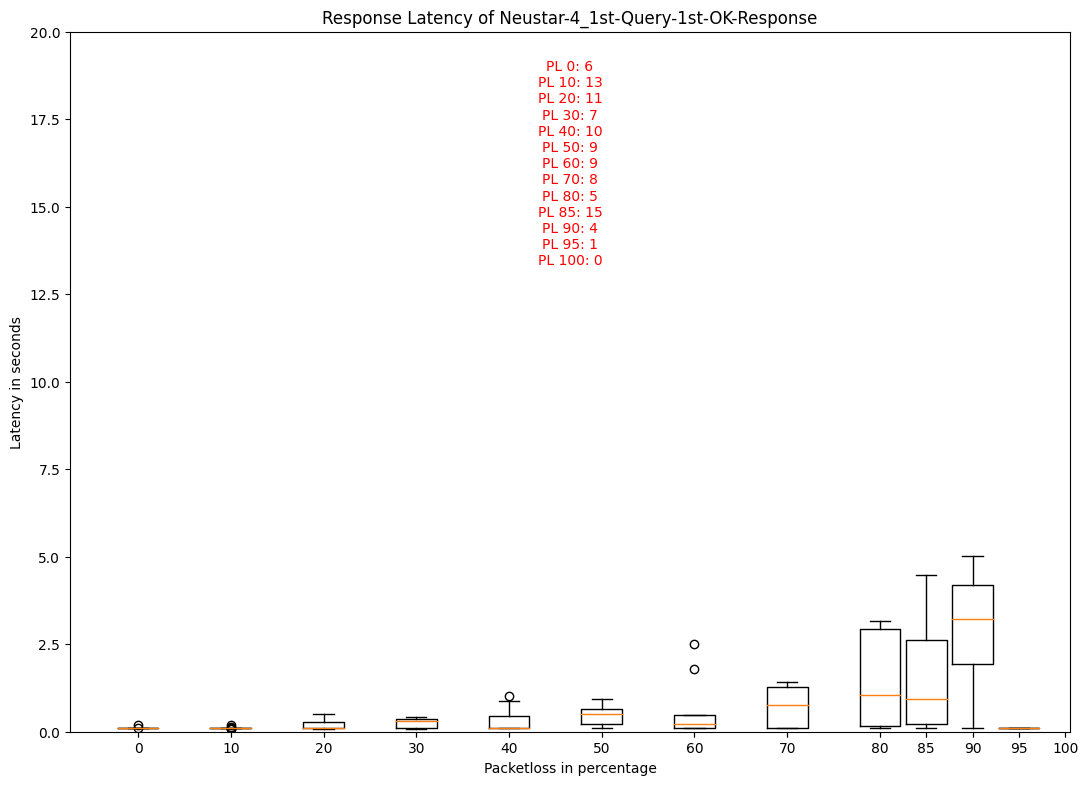 Response Latency of Neustar-4_1st-Query-1st-OK-Response
20.0
17.5
15.0
12.5
10.0
7.5
5.0
2.5
0.0
Latency in seconds
PL 0: 6
PL 10: 13
PL 20: 11
PL 30: 7
PL 40: 10
PL 50: 9
PL 60: 9
PL 70: 8
PL 80: 5
PL 85: 15
PL 90: 4
PL 95: 1
PL 100: 0
0 10 20 30 40 50 60 70 80 85 90 95 100
Packetloss in percentage